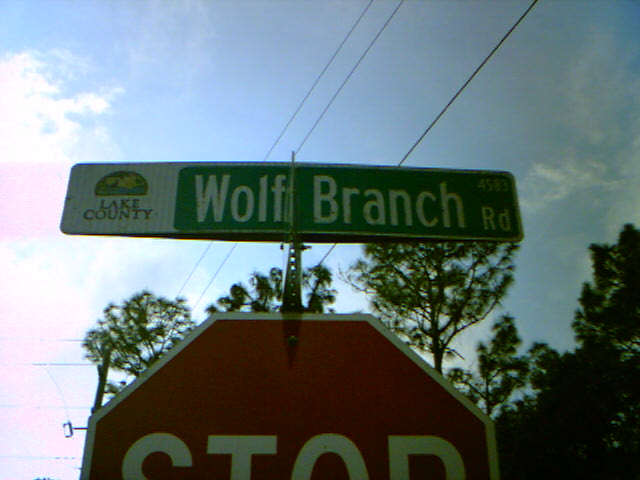 LAKE
COUNTY
Wolf Branch Rd
4583
STOP